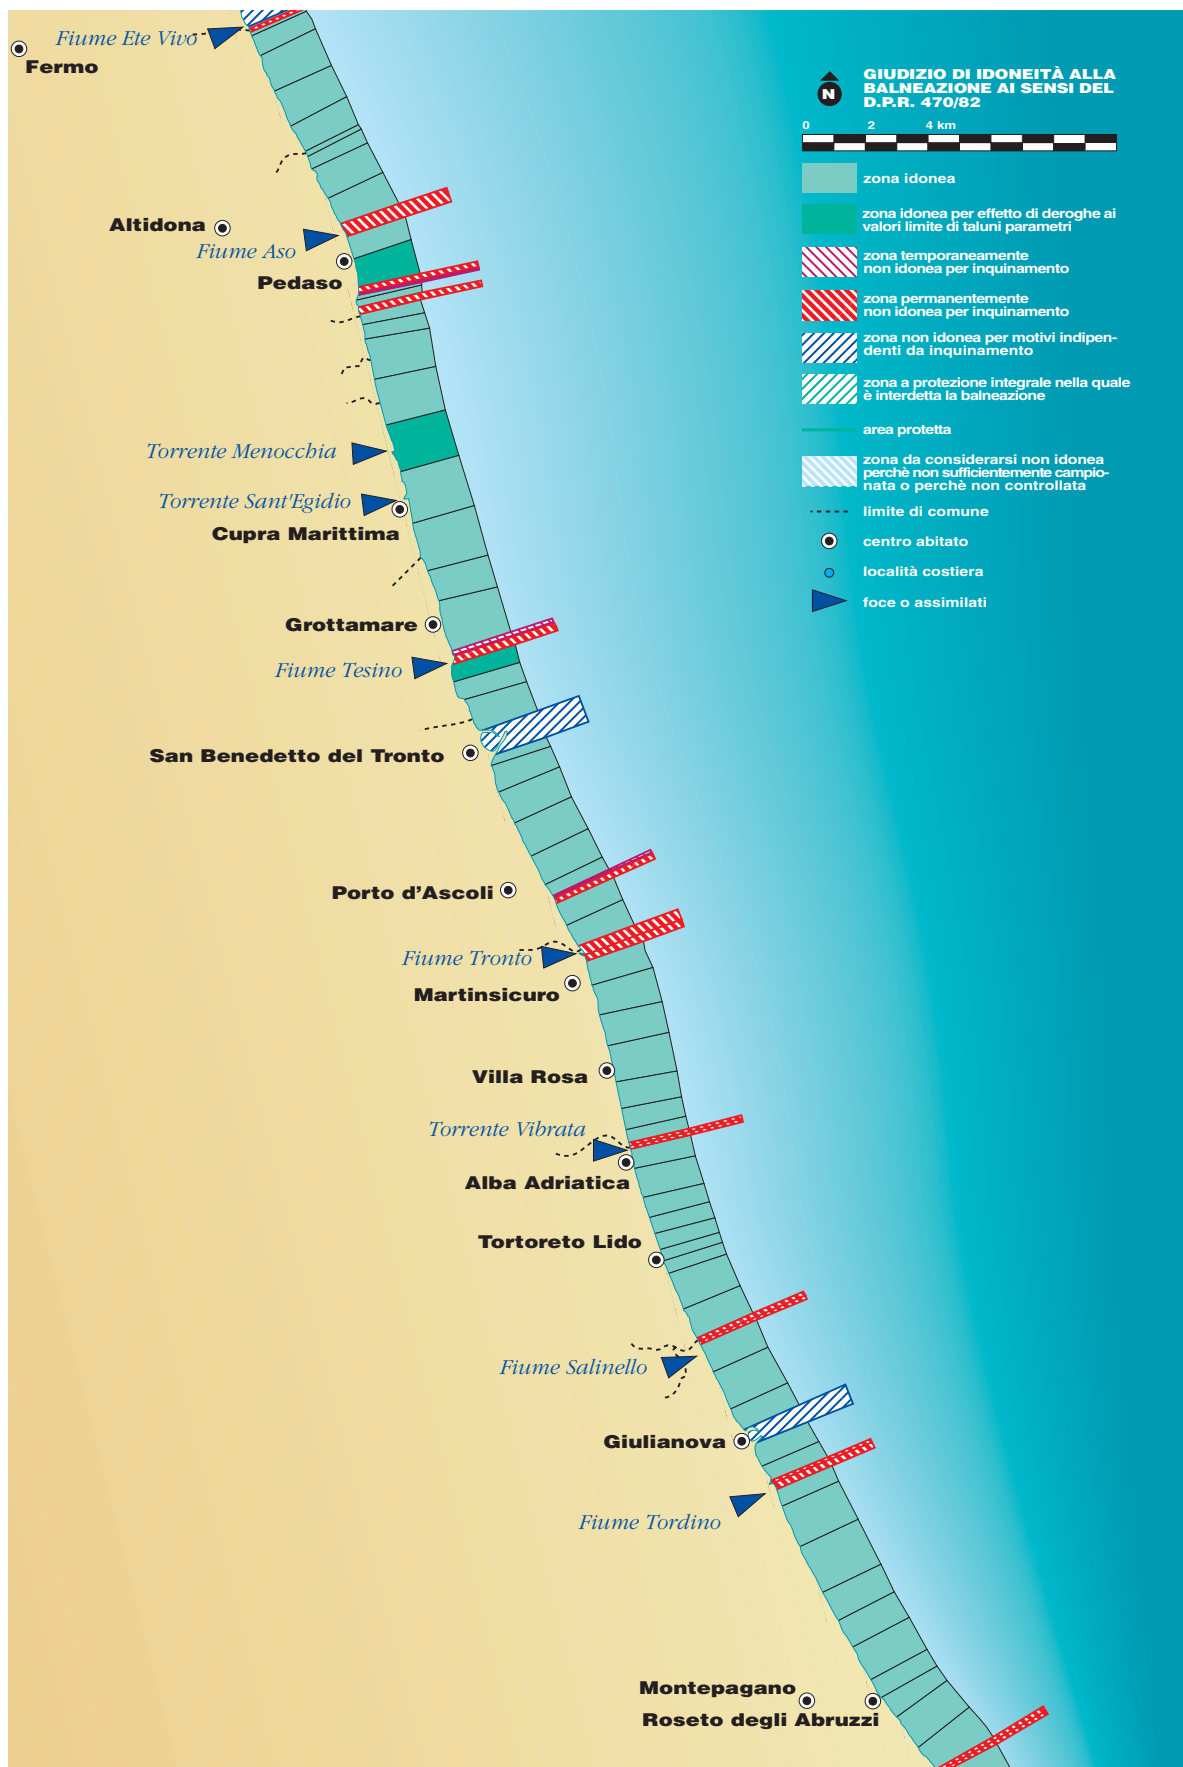 Fiume Ete Vivo
Fermo
Altidona
Fiume Aso
Pedaso
Torrente Menocchia
Torrente Sant'Egidio
Cupra Marittima
Grottamare
Fiume Tesino
San Benedetto del Tronto
Porto d’Ascoli
Fiume Tronto
Martinsicuro
Villa Rosa
Torrente Vibrata
Alba Adriatica
Tortoreto Lido
Fiume Salinello
Giulianova
Fiume Tordino
Montepagano
Roseto degli Abruzzi
N
GIUDIZIO DI IDONEITÀ ALLA
BALNEAZIONE AI SENSI DEL
D.P.R. 470/82
0 2 4 km
zona idonea
zona idonea per effetto di deroghe ai
valori limite di taluni parametri
zona temporaneamente
non idonea per inquinamento
zona permanentemente
non idonea per inquinamento
zona non idonea per motivi indipen-
denti da inquinamento
zona a protezione integrale nella quale
è interdetta la balneazione
area protetta
zona da considerarsi non idonea
perchè non sufficientemente campio-
nata o perchè non controllata
limite di comune
centro abitato
località costiera
foce o assimilati